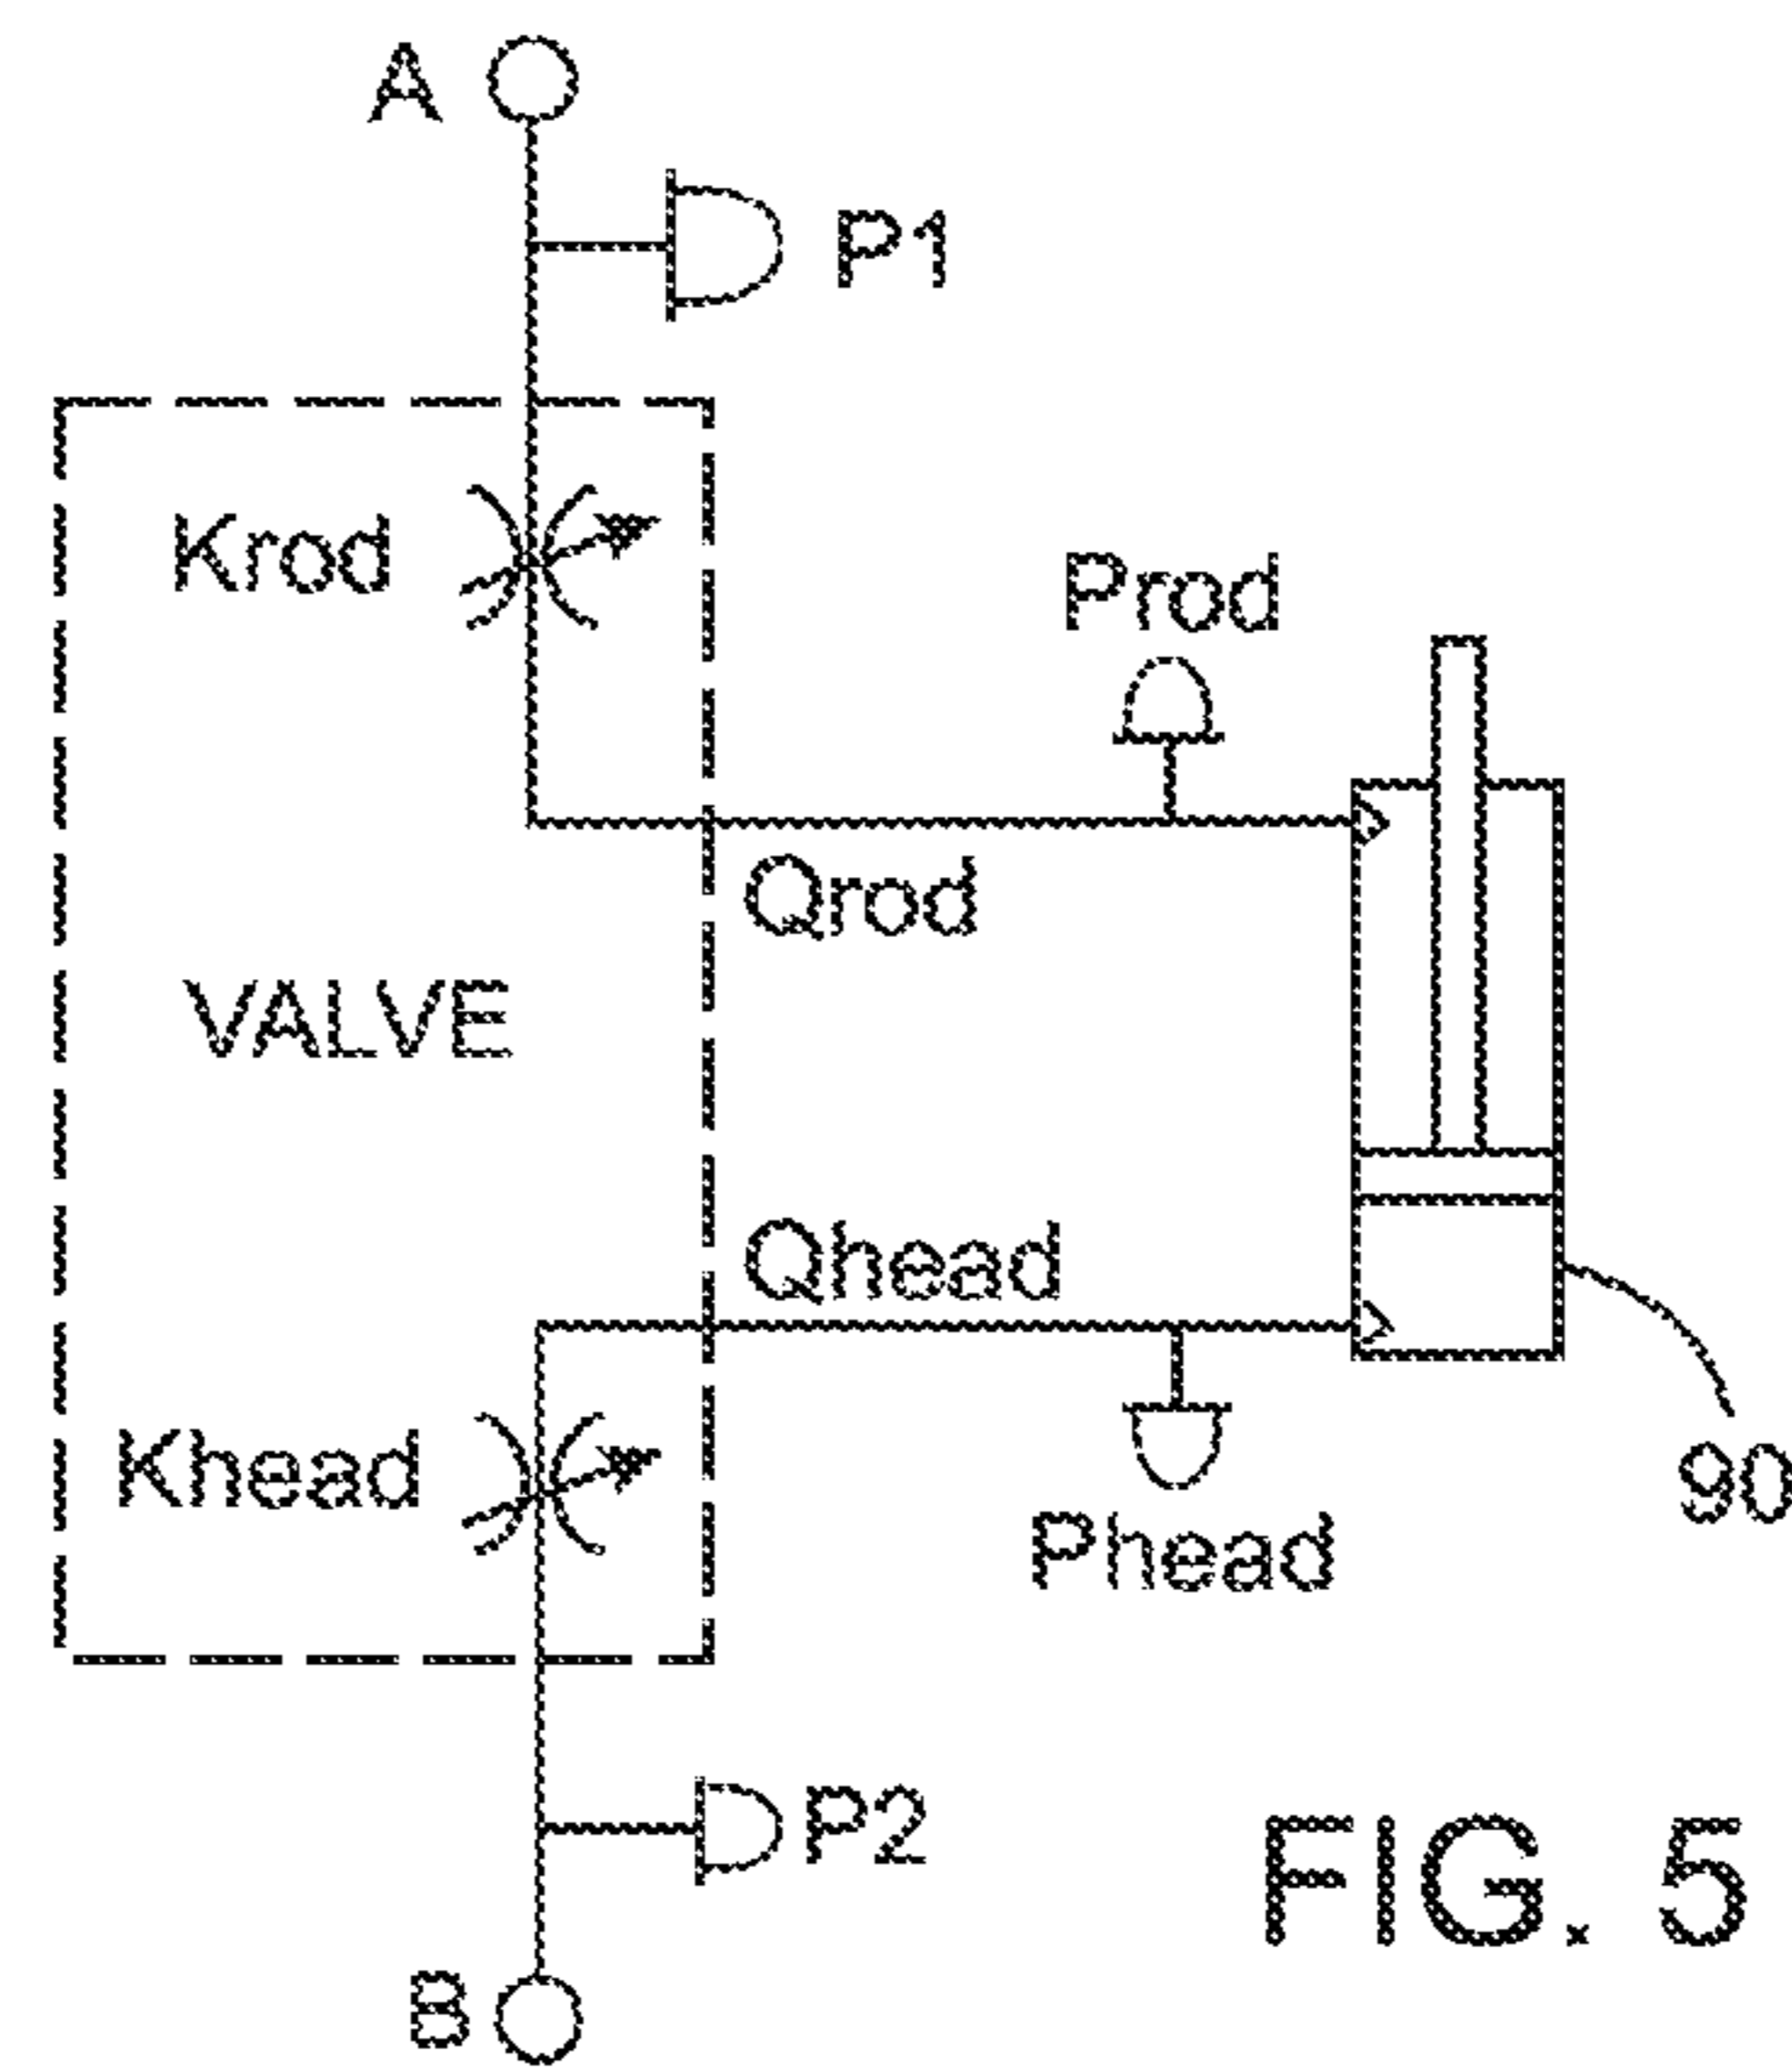 A
P1
Krod
Prod
Qrod
VALVE
Qhead
Khead
90
Phead
P2
B
FIG. 5